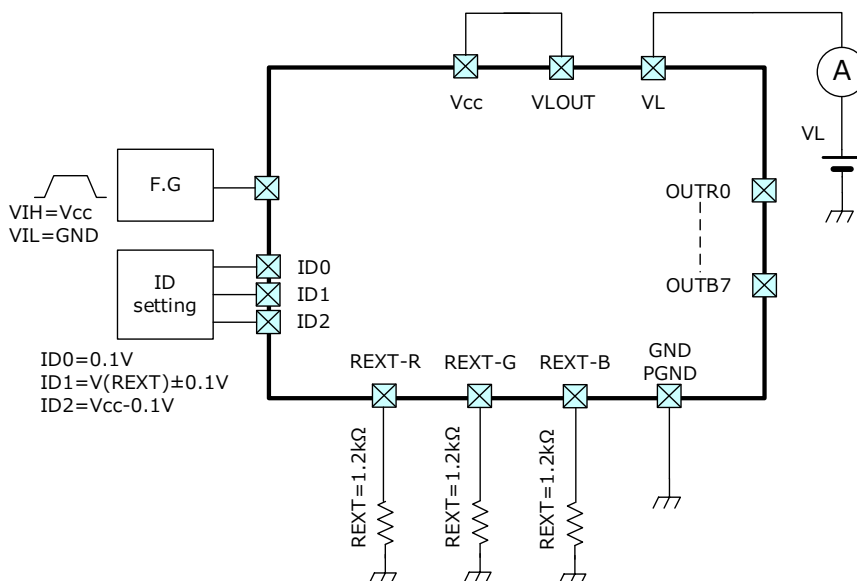 Vcc
VLOUT
VL
A
VL
F.G
VIH=Vcc
VIL=GND
OUTR0
OUTB7
ID
setting
ID0
ID1
ID2
ID0=0.1V
ID1=V(REXT)±0.1V
ID2=Vcc-0.1V
REXT-R
REXT-G
REXT-B
GND
PGND
REXT=1.2kΩ
REXT=1.2kΩ
REXT=1.2kΩ